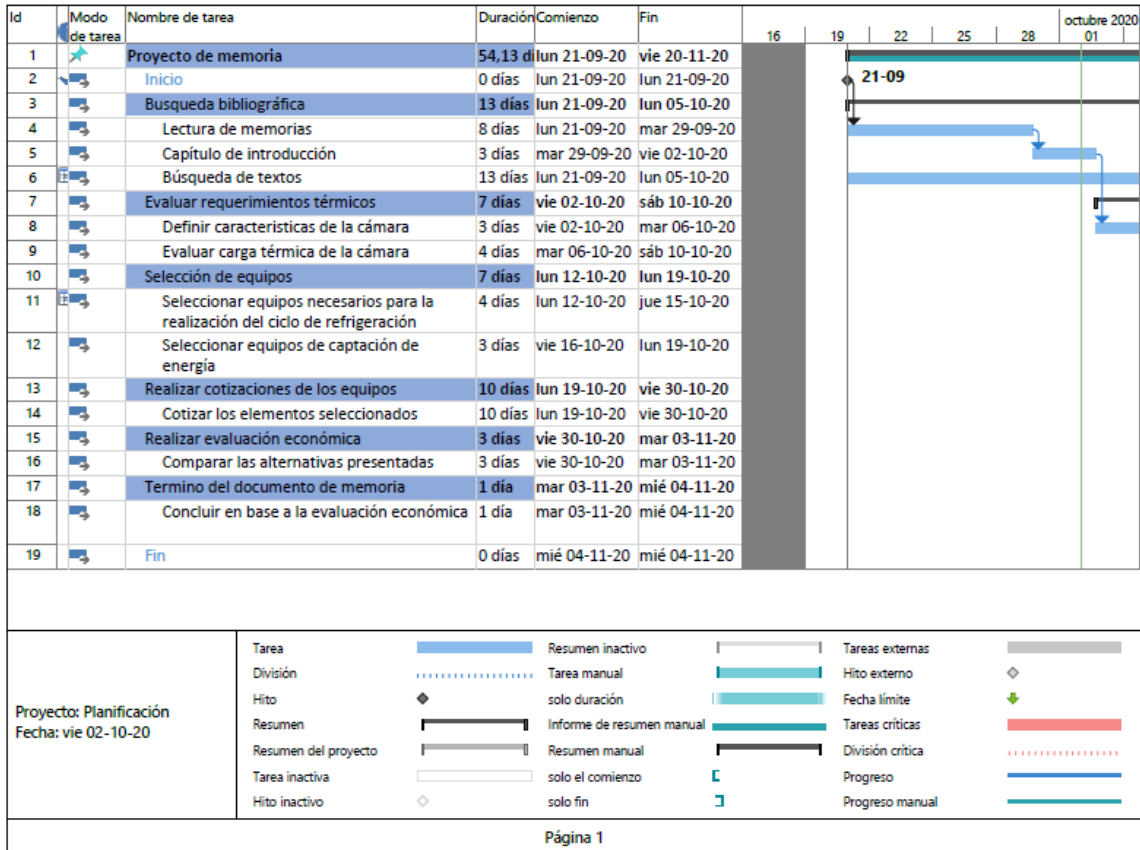 Id Modo de tarea Nombre de tarea Duración Comienzo Fin octubre 2020
16 19 22 25 28 01
1 Proyecto de memoria 54,13 di lun 21-09-20 vie 20-11-20
2 Inicio 0 días lun 21-09-20 lun 21-09-20 21-09
3 Busqueda bibliográfica 13 días lun 21-09-20 lun 05-10-20
4 Lectura de memorias 8 días lun 21-09-20 mar 29-09-20
5 Capítulo de introducción 3 días mar 29-09-20 vie 02-10-20
6 Búsqueda de textos 13 días lun 21-09-20 lun 05-10-20
7 Evaluar requerimientos térmicos 7 días vie 02-10-20 sáb 10-10-20
8 Definir caracteristicas de la cámara 3 días vie 02-10-20 mar 06-10-20
9 Evaluar carga térmica de la cámara 4 días mar 06-10-20 sáb 10-10-20
10 Selección de equipos 7 días lun 12-10-20 lun 19-10-20
11 Seleccionar equipos necesarios para la 4 días lun 12-10-20 jue 15-10-20
realización del ciclo de refrigeración
12 Seleccionar equipos de captación de 3 días vie 16-10-20 lun 19-10-20
energía
13 Realizar cotizaciones de los equipos 10 días lun 19-10-20 vie 30-10-20
14 Cotizar los elementos seleccionados 10 días lun 19-10-20 vie 30-10-20
15 Realizar evaluación económica 3 días vie 30-10-20 mar 03-11-20
16 Comparar las alternativas presentadas 3 días vie 30-10-20 mar 03-11-20
17 Termino del documento de memoria 1 día mar 03-11-20 mié 04-11-20
18 Concluir en base a la evaluación económica 1 día mar 03-11-20 mié 04-11-20
19 Fin 0 días mié 04-11-20 mié 04-11-20
Proyecto: Planificación
Fecha: vie 02-10-20
Tarea Resumen inactivo Tareas externas
División Tarea manual Hito externo
Hito solo duración Fecha límite
Resumen Informe de resumen manual Tareas críticas
Resumen del proyecto Resumen manual División crítica
Tarea inactiva solo el comienzo Progreso
Hito inactivo solo fin Progreso manual
Página 1